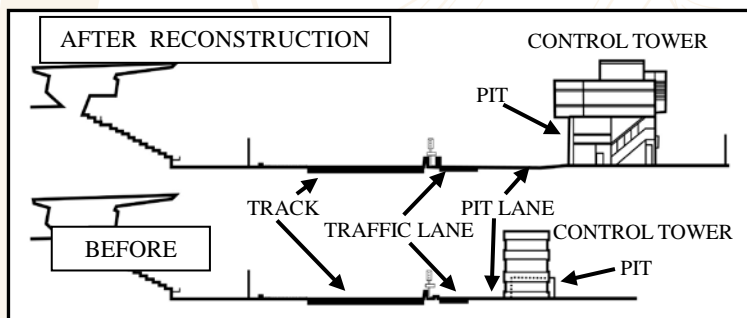 AFTER RECONSTRUCTION
CONTROL TOWER
PIT
TRACK
TRAFFIC LANE
PIT LANE
BEFORE
CONTROL TOWER
PIT